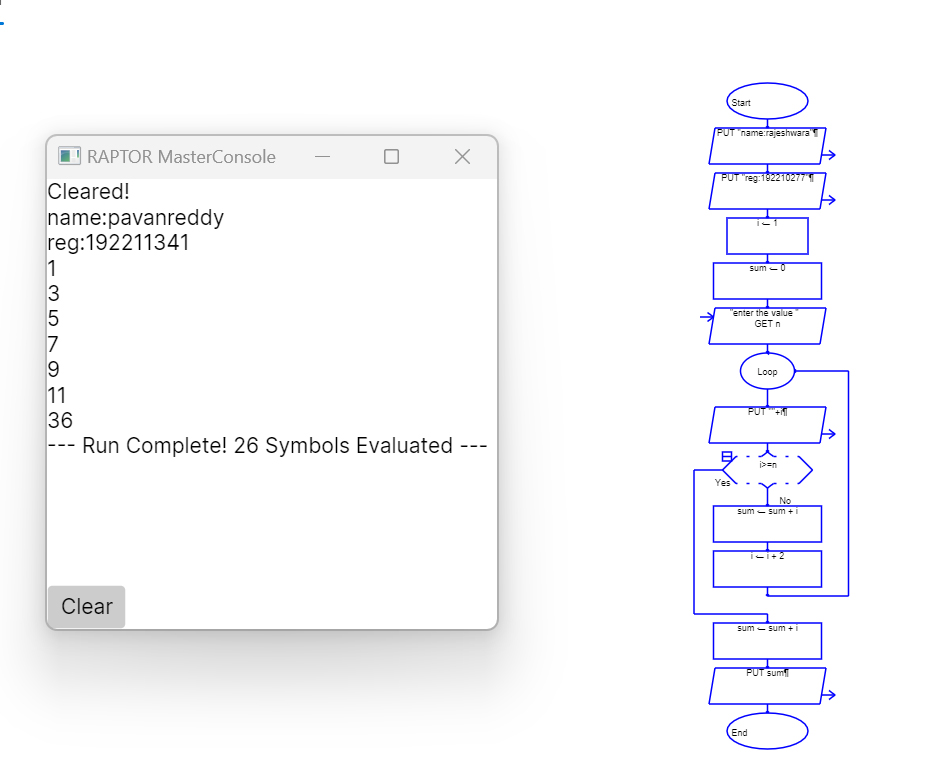 RAPTOR MasterConsole
Cleared!
name:pavanreddy
reg:192211341
1
3
5
7
9
11
36
--- Run Complete! 26 Symbols Evaluated ---
Clear
Start
PUT "name:rajeshwara"¶
PUT "reg:192210277"¶
i ← 1
sum ← 0
"enter the value "
GET n
Loop
PUT ""+i¶
i>=n
Yes
No
sum ← sum + i
i ← i + 2
sum ← sum + i
PUT sum¶
End